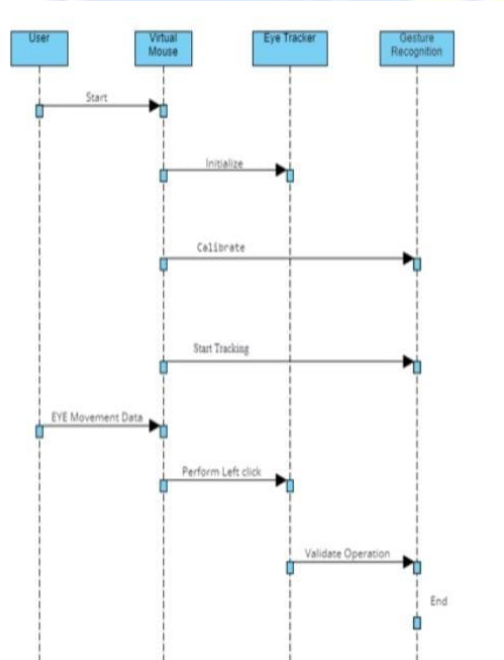 User
Virtual
Mouse
Eye Tracker
Gesture
Recognition
Start
Initialize
Calibrate
Start Tracking
EYE Movement Data
Perform Left click
Validate Operation
End